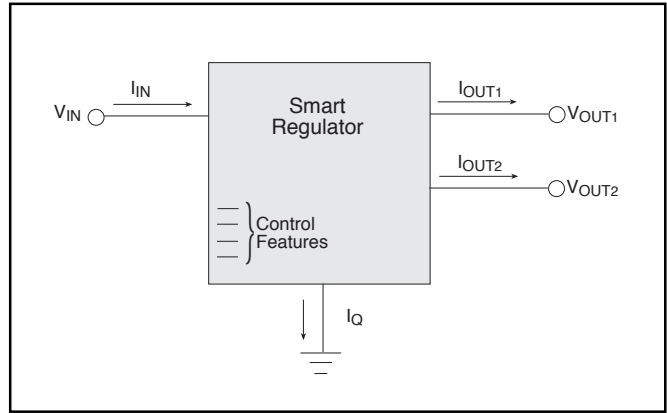 IIN
VIN
Smart
Regulator
IOUT1
VOUT1
IOUT2
VOUT2
Control
Features
IQ